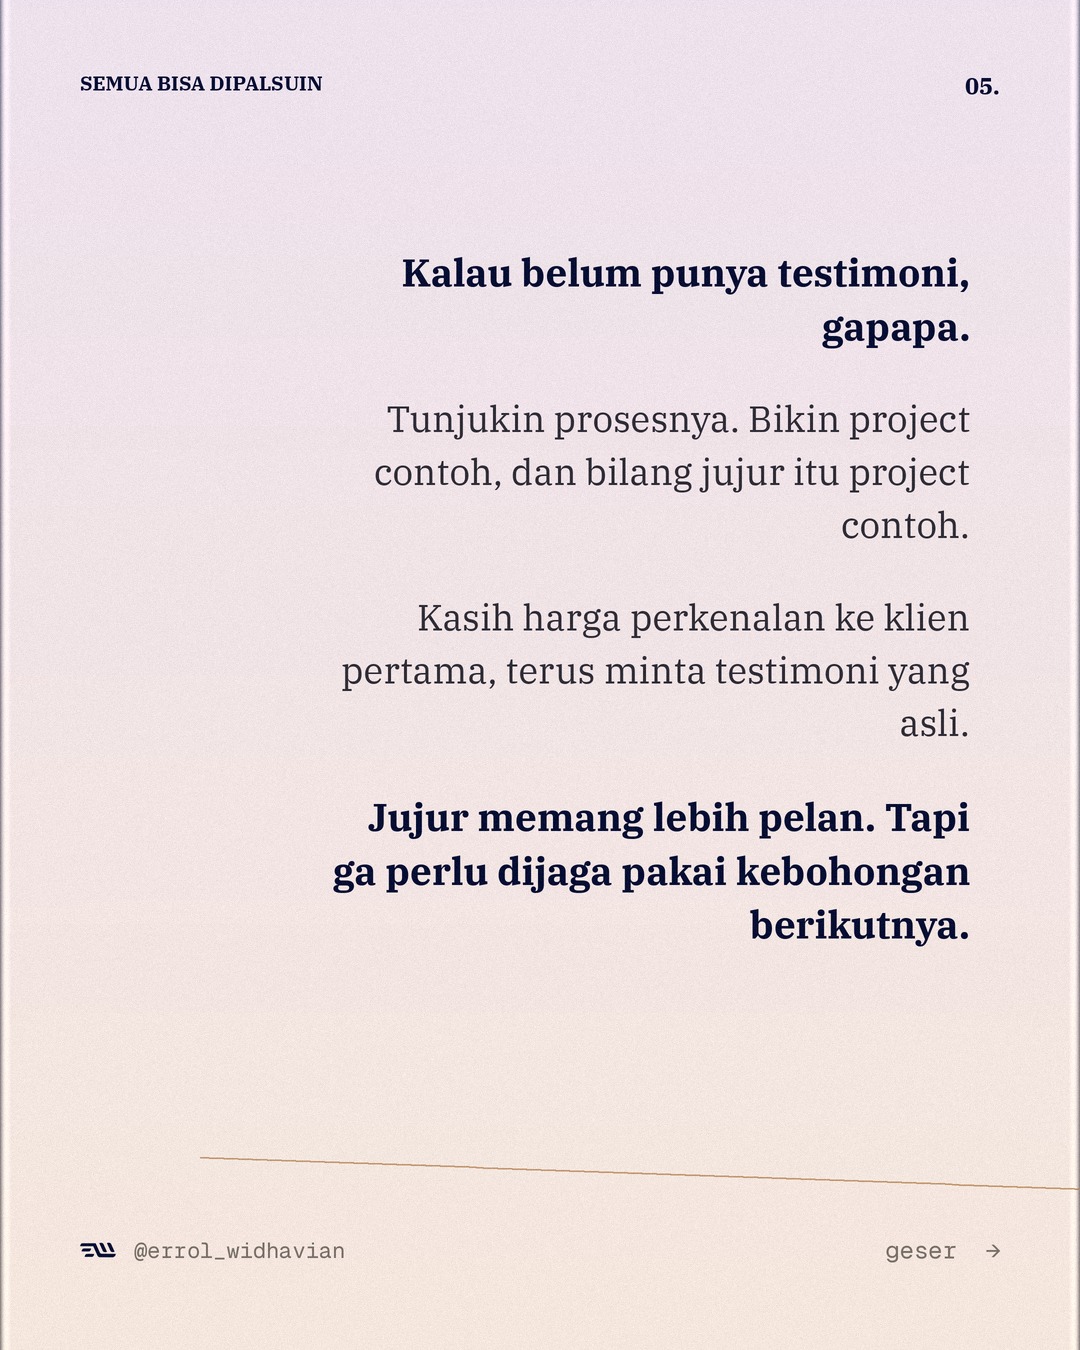 SEMUA BISA DIPALSUIN
05.
Kalau belum punya testimoni,
gapapa.
Tunjukin prosesnya. Bikin project
contoh, dan bilang jujur itu project
contoh.
Kasih harga perkenalan ke klien
pertama, terus minta testimoni yang
asli.
Jujur memang lebih pelan. Tapi
ga perlu dijaga pakai kebohongan
berikutnya.
@errol_widhavian
geser →